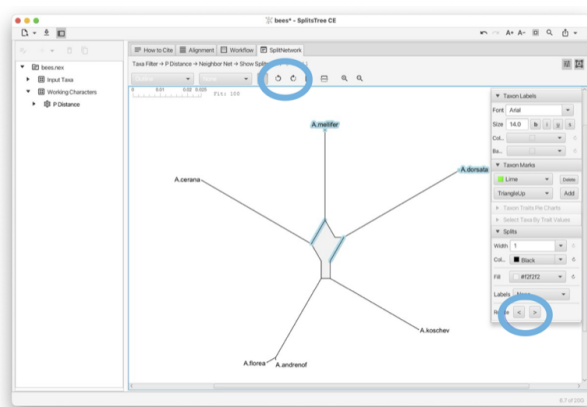 bees* - SplitsTree CE
How to Cite Alignment Workflow SplitNetwork
Taxa Filter → P Distance → Neighbor Net → Show Splits
bees.nex
Input Taxa
Working Characters
P Distance
0 0.01 0.02
Fit: 100
A.mellifer
A.dorsata
A.cerana
A.koschev
A.florea
A.andrenof
Taxon Labels
Font Arial
Size 14.0 b i u s
Col...
Ba...
Taxon Marks
Lime Delete
TriangleUp Add
Taxon Traits Pie Charts
Select Taxa By Trait Values
Splits
Width 1
Col... Black
Fill #f2f2f2
Labels
< >